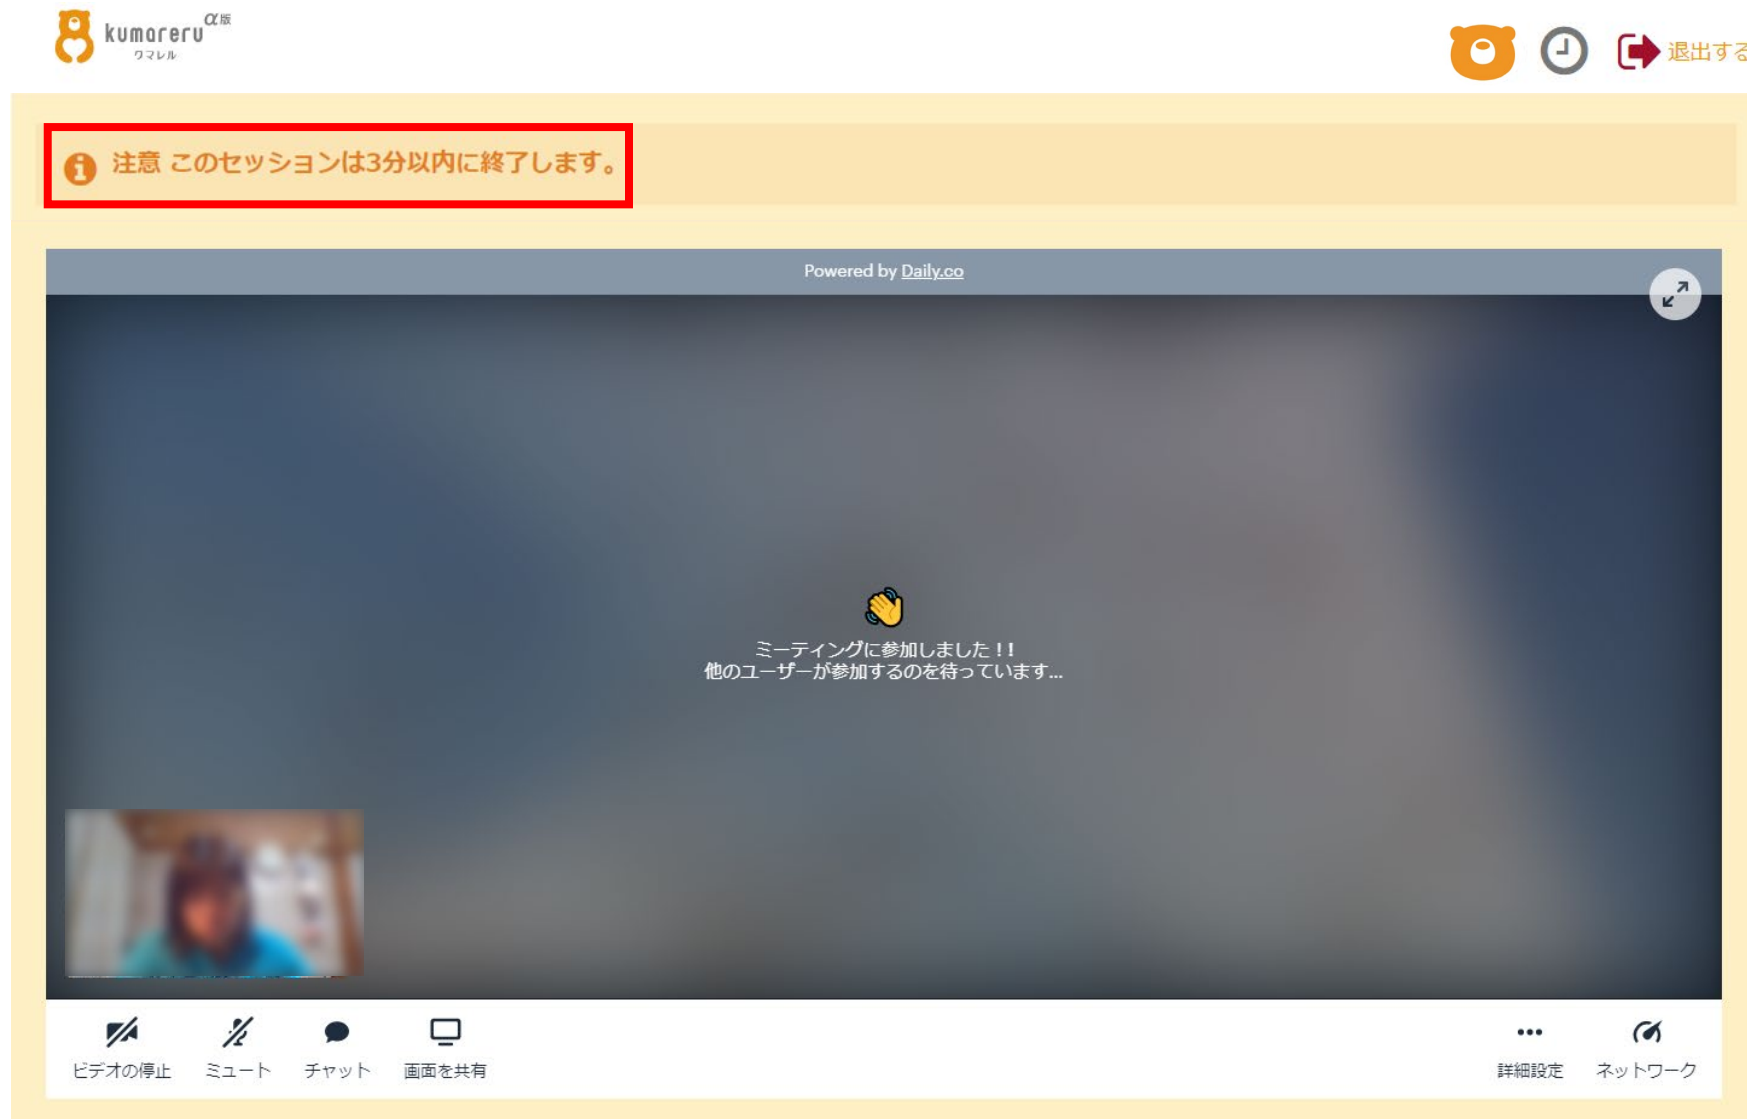 kumareru α版
クマレル
退出する
注意 このセッションは3分以内に終了します。
Powered by Daily.co
ミーティングに参加しました!!
他のユーザーが参加するのを待っています...
ビデオの停止 ミュート チャット 画面を共有 詳細設定 ネットワーク